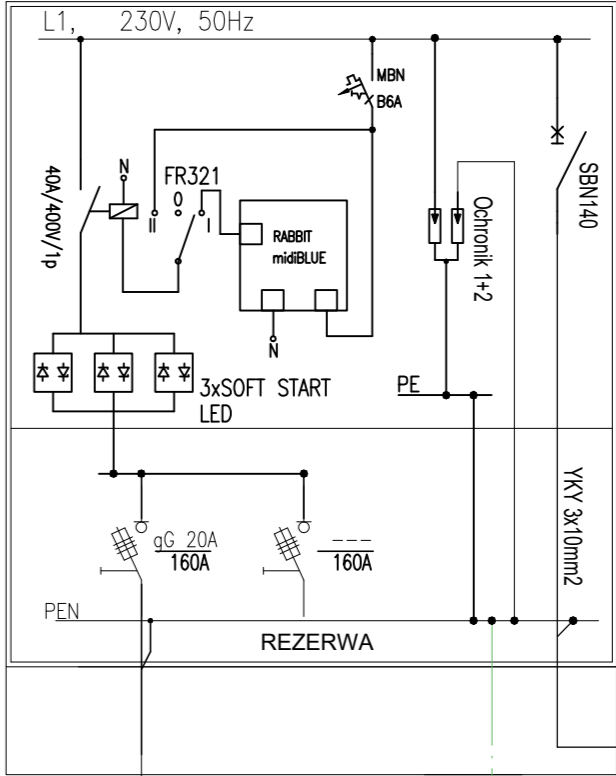 L1, 230V, 50Hz
MBN
B6A
N
FR321
0
II
I
40A/400V/1p
RABBIT
midiBLUE
N
Ochronik 1+2
SBN140
3xSOFT START
LED
PE
gG 20A
160A
---
160A
YKY 3x10mm2
PEN
REZERWA